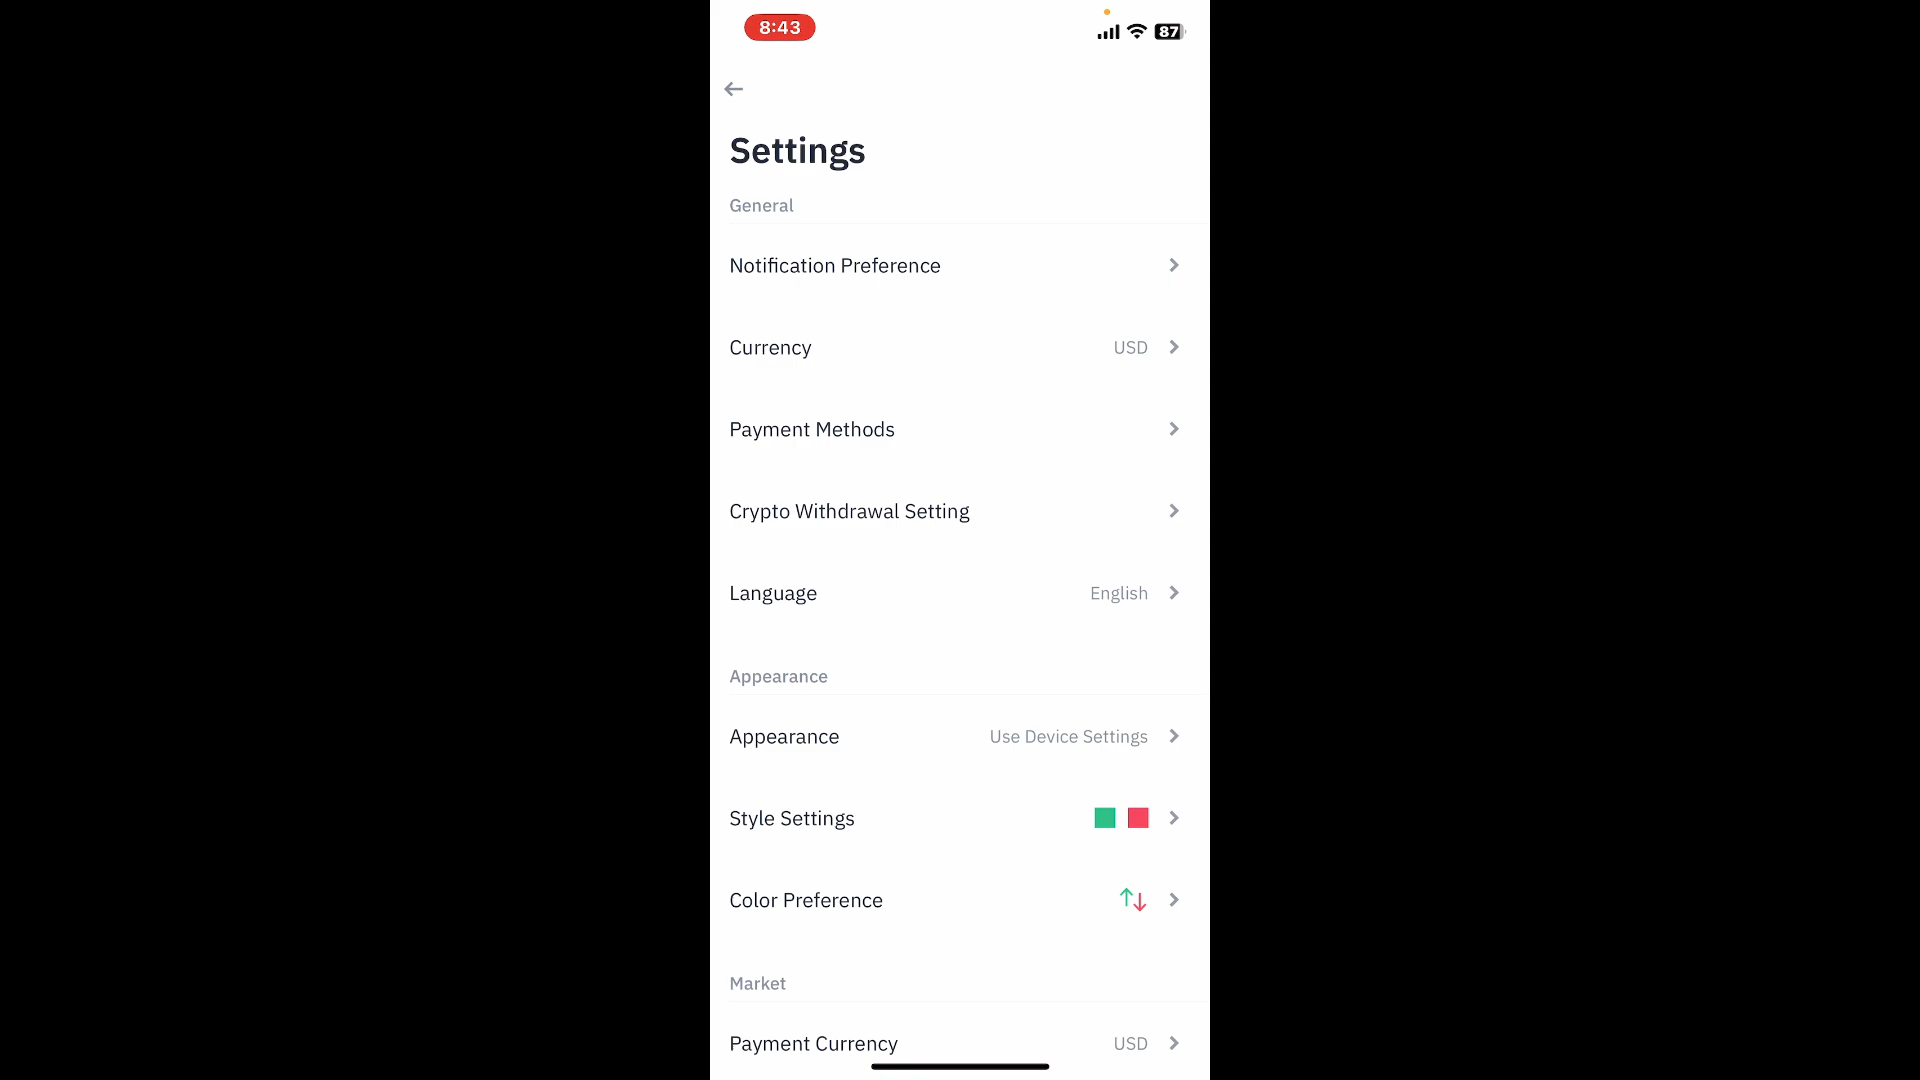 8:43
87
Settings
General
Notification Preference
Currency USD
Payment Methods
Crypto Withdrawal Setting
Language English
Appearance
Appearance Use Device Settings
Style Settings
Color Preference
Market
Payment Currency USD